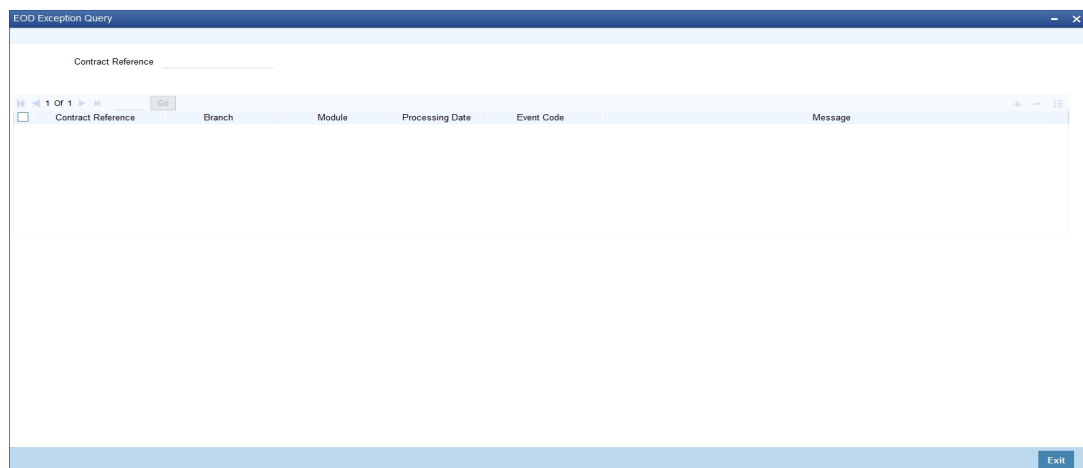 EOD Exception Query
Contract Reference
1 Of 1 Go
Contract Reference Branch Module Processing Date Event Code Message
Exit